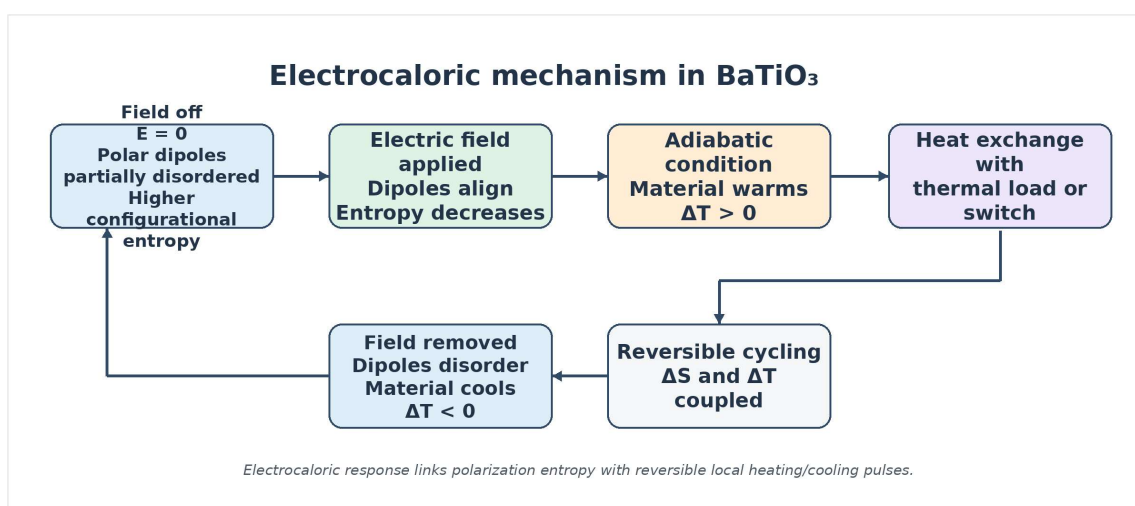 Electrocaloric mechanism in BaTiO₃
Field off
E = 0
Polar dipoles
partially disordered
Higher
configurational
entropy
Electric field
applied
Dipoles align
Entropy decreases
Adiabatic
condition
Material warms
ΔT > 0
Heat exchange
with
thermal load or
switch
Field removed
Dipoles disorder
Material cools
ΔT < 0
Reversible cycling
ΔS and ΔT
coupled
Electrocaloric response links polarization entropy with reversible local heating/cooling pulses.